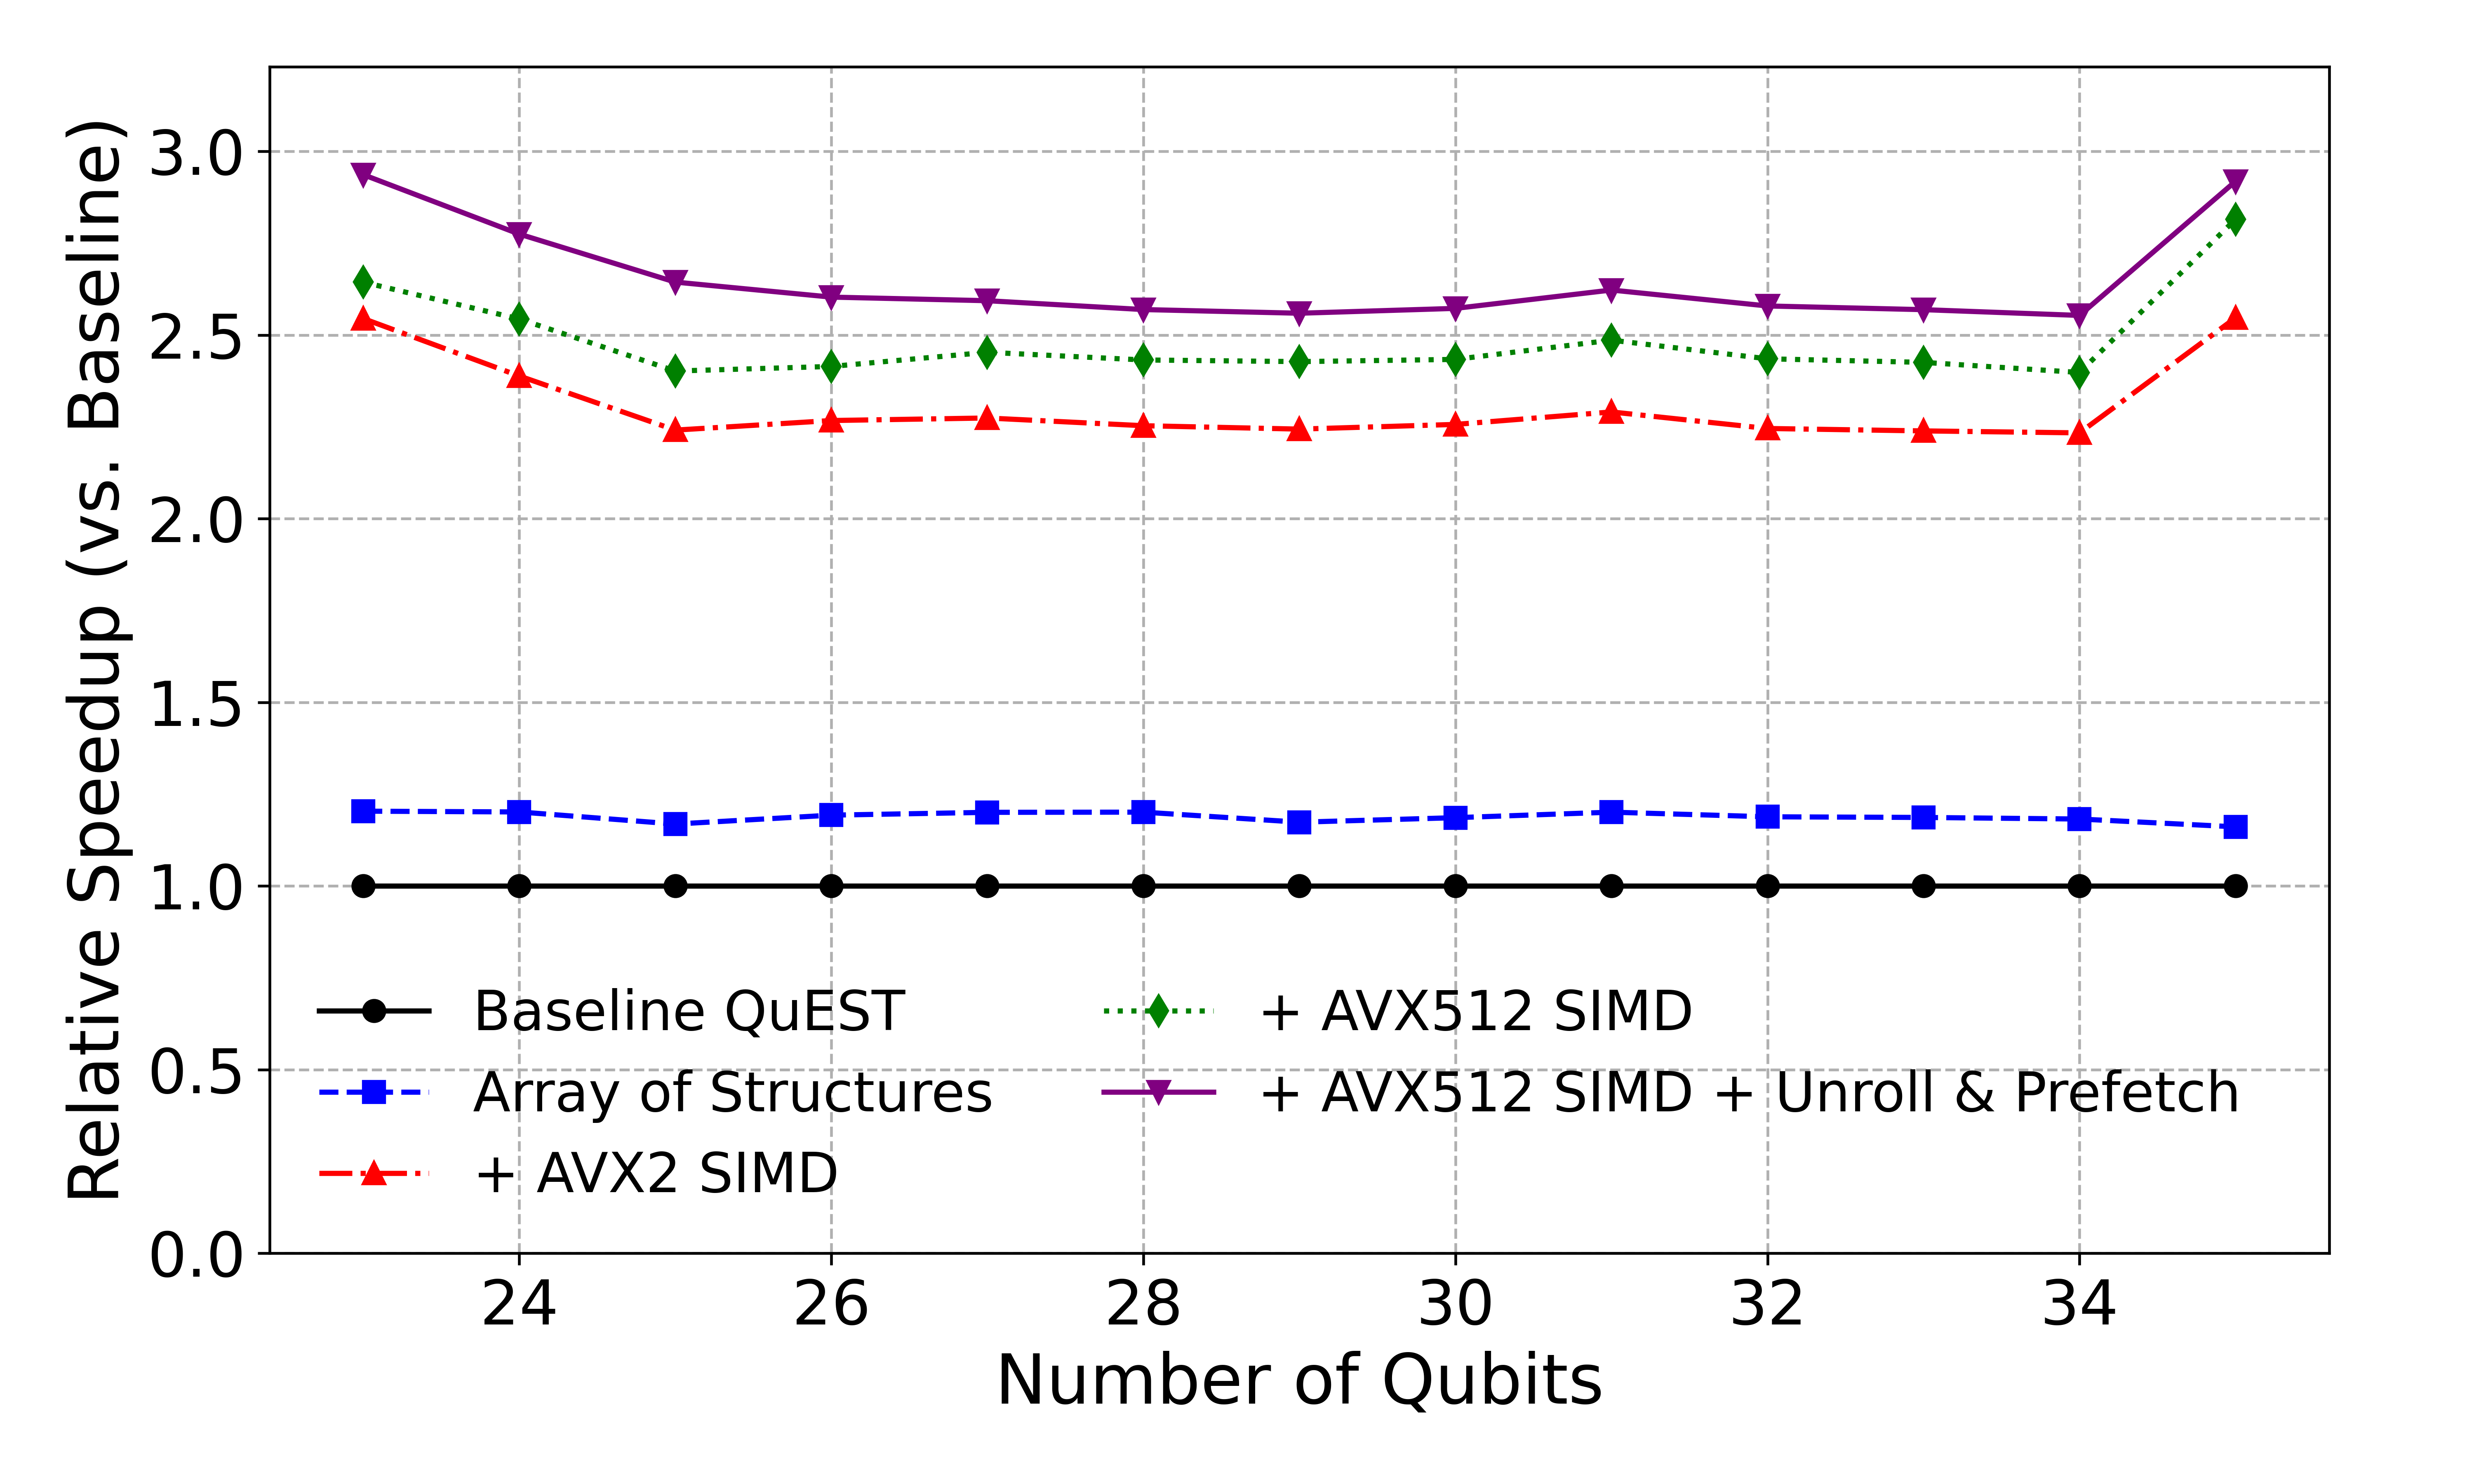 Relative Speedup (vs. Baseline)
3.0
2.5
2.0
1.5
1.0
0.5
0.0
Baseline QuEST
Array of Structures
+ AVX2 SIMD
+ AVX512 SIMD
+ AVX512 SIMD + Unroll & Prefetch
24 26 28 30 32 34
Number of Qubits